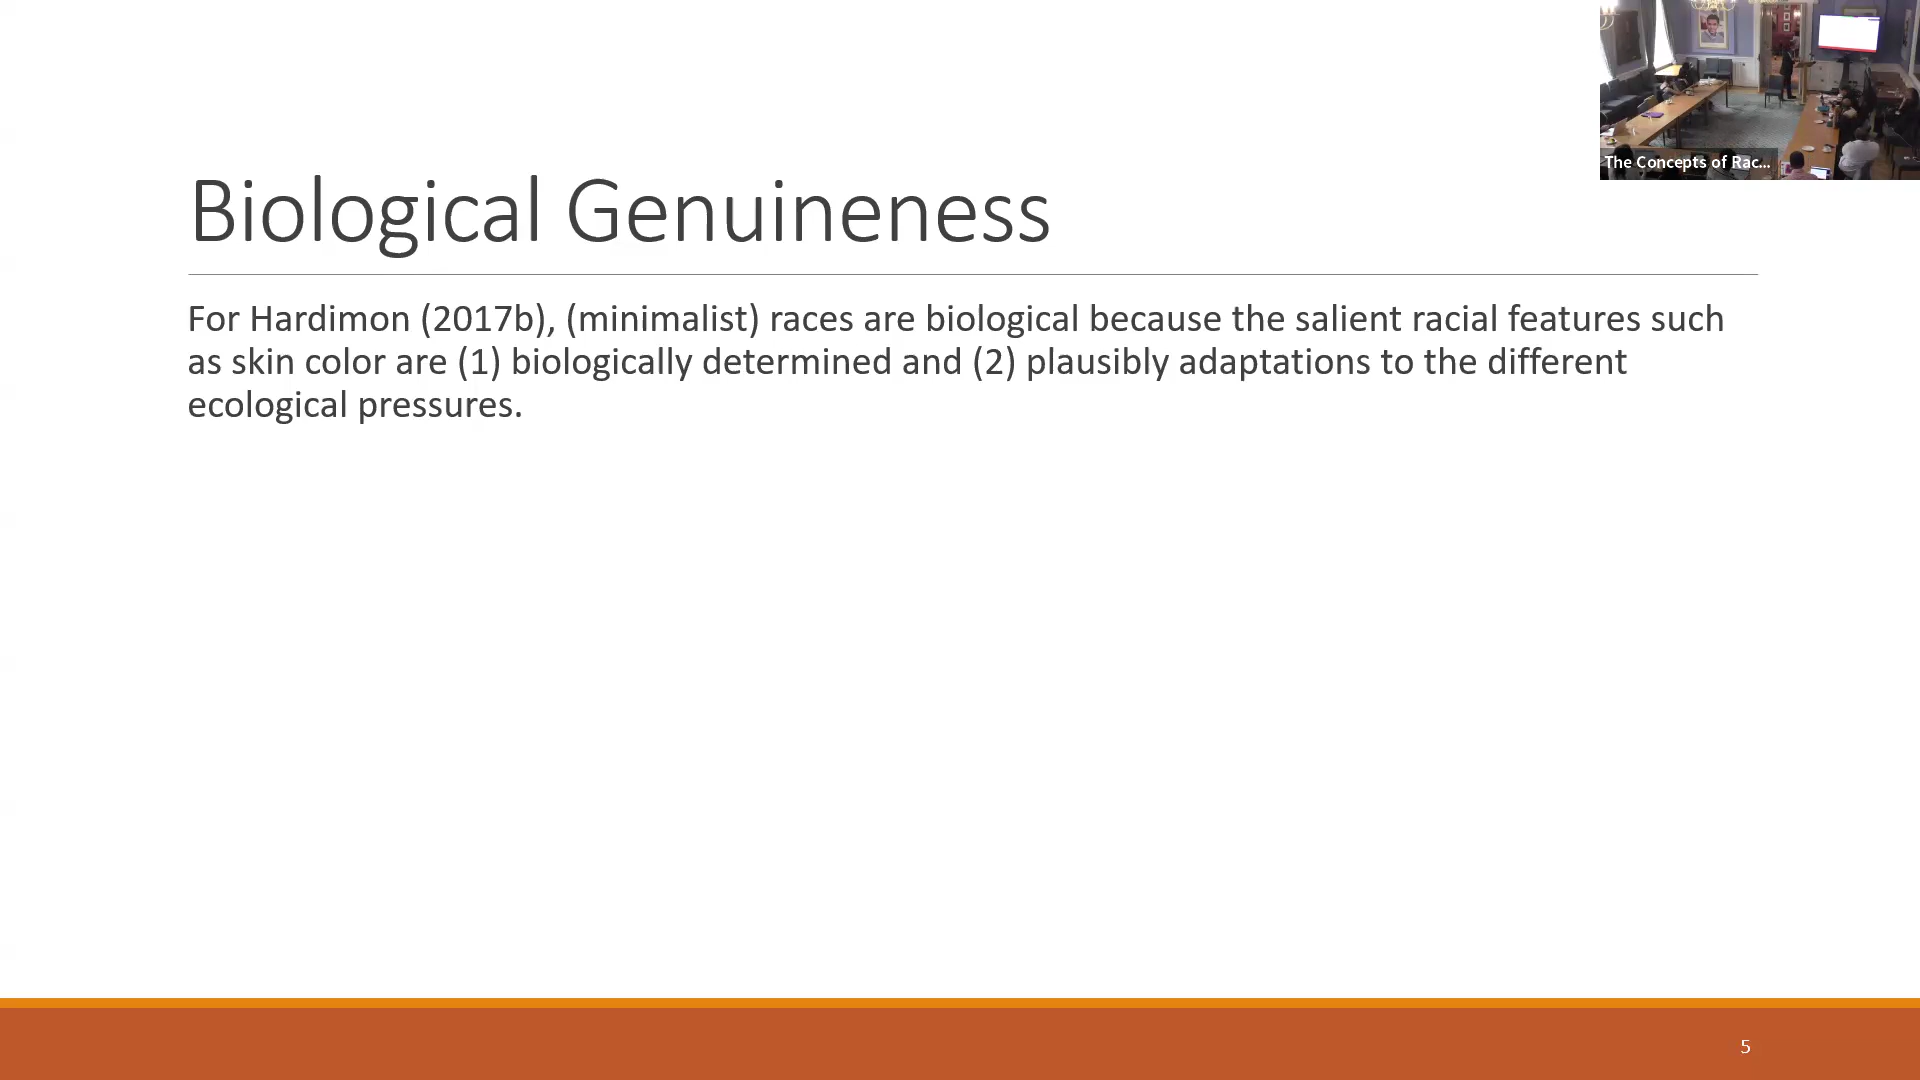 The Concepts of Rac...
Biological Genuineness
For Hardimon (2017b), (minimalist) races are biological because the salient racial features such
as skin color are (1) biologically determined and (2) plausibly adaptations to the different
ecological pressures.
5